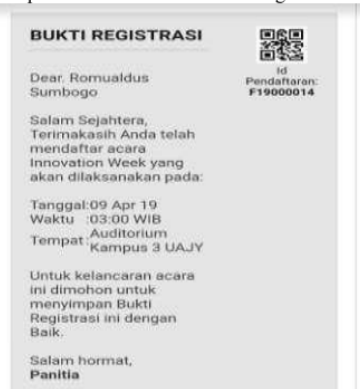 BUKTI REGISTRASI
Id
Pendaftaran:
F19000014
Dear. Romualdus
Sumbogo
Salam Sejahtera,
Terimakasih Anda telah
mendaftar acara
Innovation Week yang
akan dilaksanakan pada:
Tanggal:09 Apr 19
Waktu :03:00 WIB
Tempat:Auditorium
Kampus 3 UAJY
Untuk kelancaran acara
ini dimohon untuk
menyimpan Bukti
Registrasi ini dengan
Baik.
Salam hormat,
Panitia